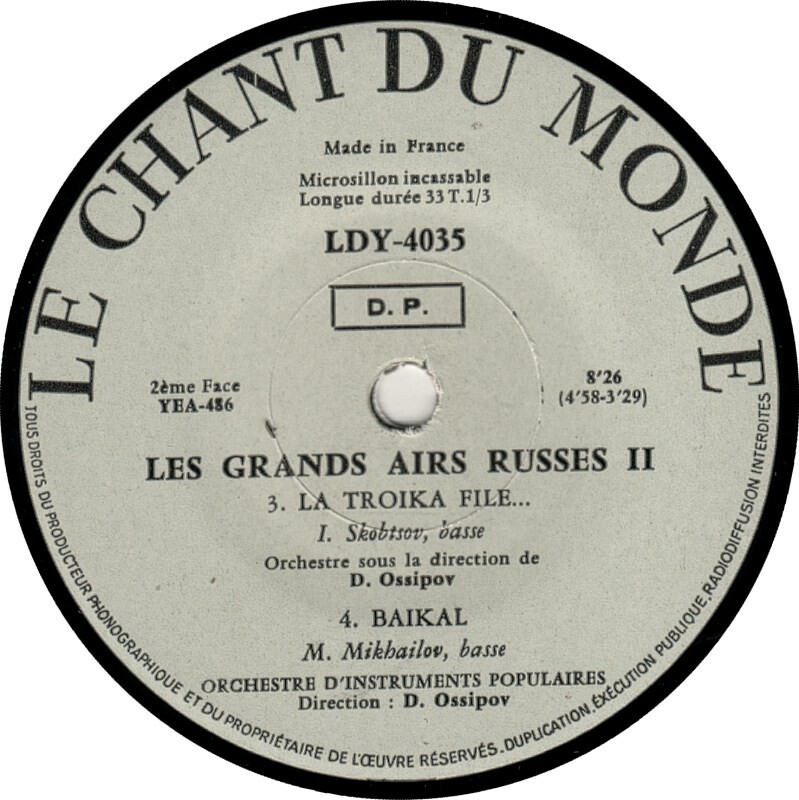 LE CHANT DU MONDE
Made in France
Microsillon incassable
Longue durée 33 T.1/3
LDY-4035
D. P.
2ème Face
YEA-486
8'26
(4'58-3'29)
LES GRANDS AIRS RUSSES II
3. LA TROIKA FILE...
I. Skobtsov, basse
Orchestre sous la direction de
D. Ossipov
4. BAIKAL
M. Mikhailov, basse
ORCHESTRE D'INSTRUMENTS POPULAIRES
Direction : D. Ossipov
TOUS DROITS DU PRODUCTEUR PHONOGRAPHIQUE ET DU PROPRIÉTAIRE DE L'ŒUVRE RÉSERVÉS. DUPLICATION, EXÉCUTION PUBLIQUE, RADIODIFFUSION INTERDITES